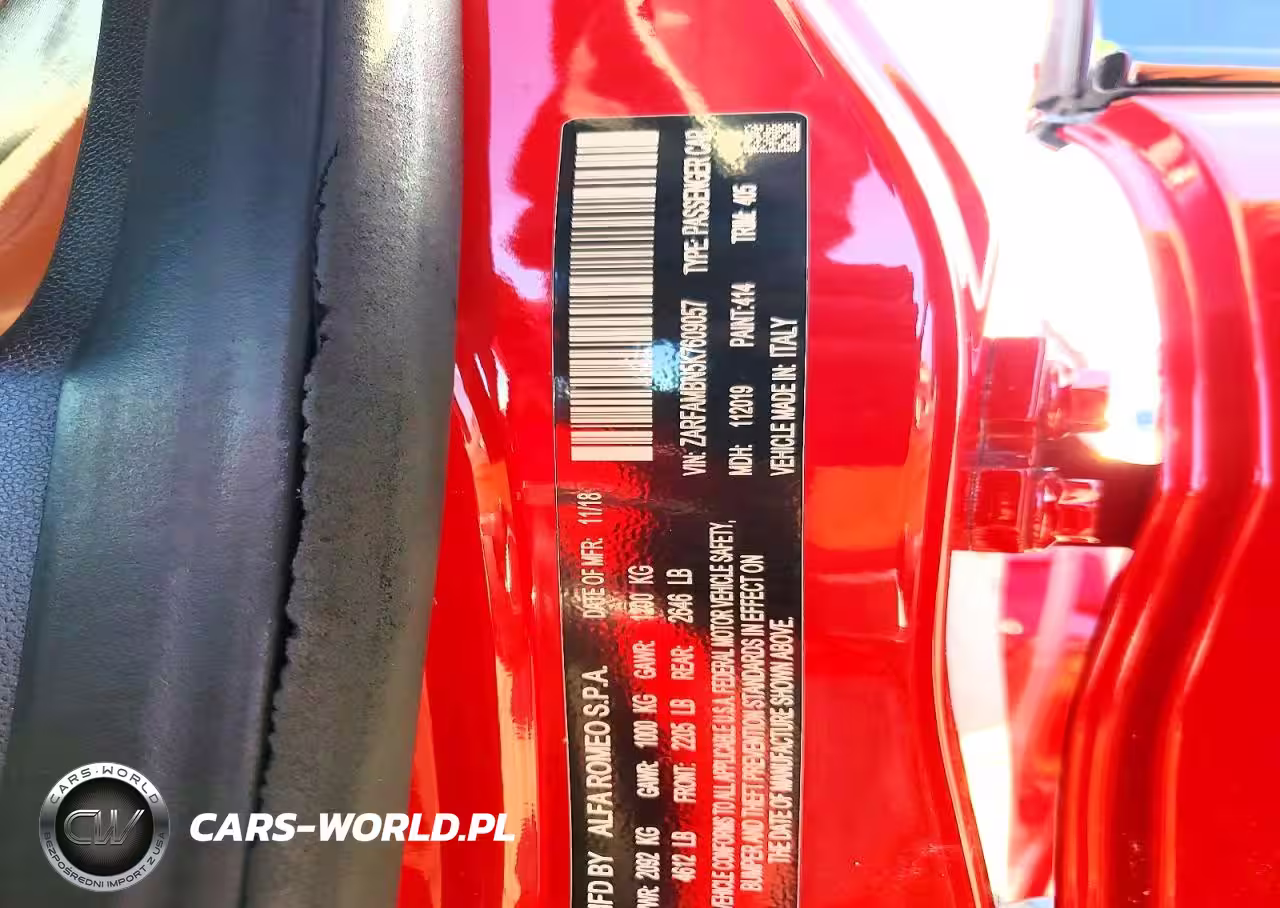 MFD BY ALFA ROMEO S.P.A. DATE OF MFR: 11/18
2092 KG GAWR: 1000 KG GAWR: 1200 KG
4612 LB FRONT: 2205 LB REAR: 2646 LB
VEHICLE CONFORMS TO ALL APPLICABLE U.S.A. FEDERAL MOTOR VEHICLE SAFETY,
BUMPER AND THEFT PREVENTION STANDARDS IN EFFECT ON
THE DATE OF MANUFACTURE SHOWN ABOVE.
VIN: ZARFAMBN5K7609057 TYPE: PASSENGER CAR
MDH: 112019 PAINT: 414 TRIM: 405
VEHICLE MADE IN: ITALY
CARS-WORLD
CW
BEZPOŚREDNI IMPORT Z USA
CARS-WORLD.PL